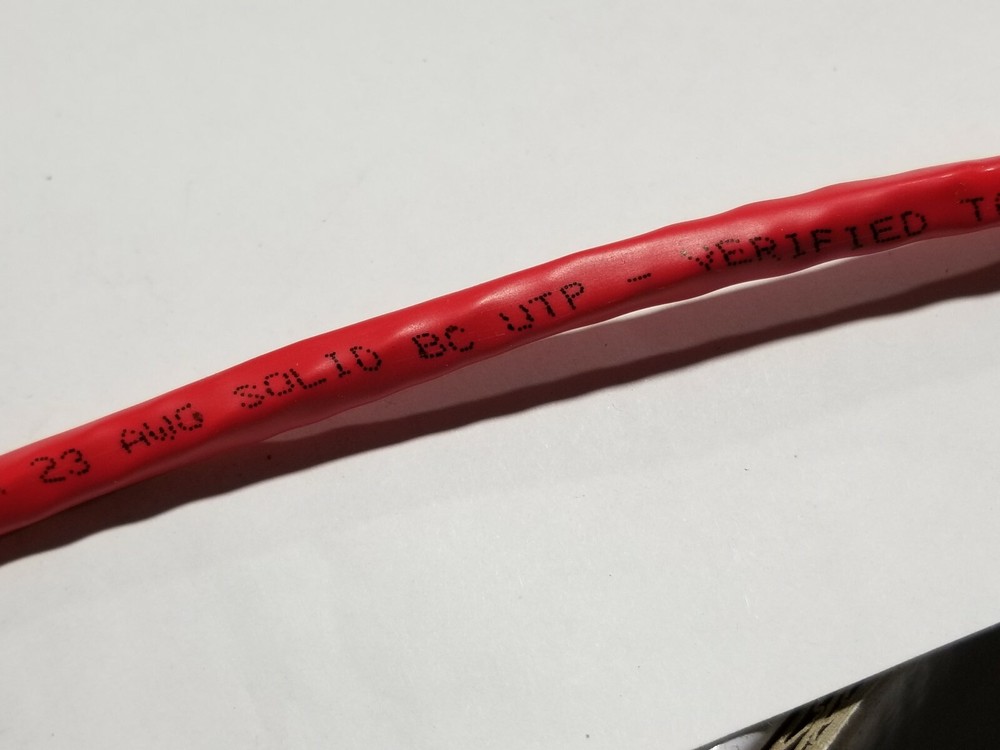 23 AWG SOLID BC UTP - VERIFIED